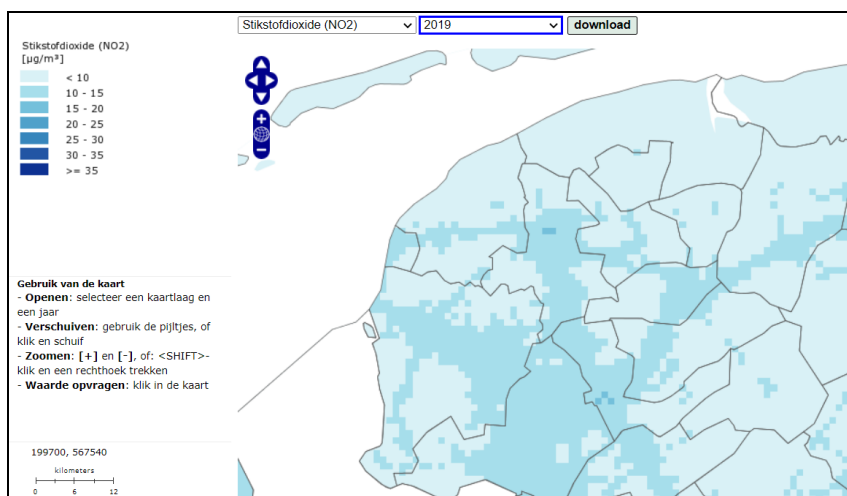 Stikstofdioxide (NO2)
2019
download
Stikstofdioxide (NO2)
[µg/m³]
< 10
10 - 15
15 - 20
20 - 25
25 - 30
30 - 35
>= 35
Gebruik van de kaart
- Openen: selecteer een kaartlaag en
een jaar
- Verschuiven: gebruik de pijltjes, of
klik en schuif
- Zoomen: [+] en [-], of: <SHIFT>-
klik en een rechthoek trekken
- Waarde opvragen: klik in de kaart
199700, 567540
kilometers
0 6 12